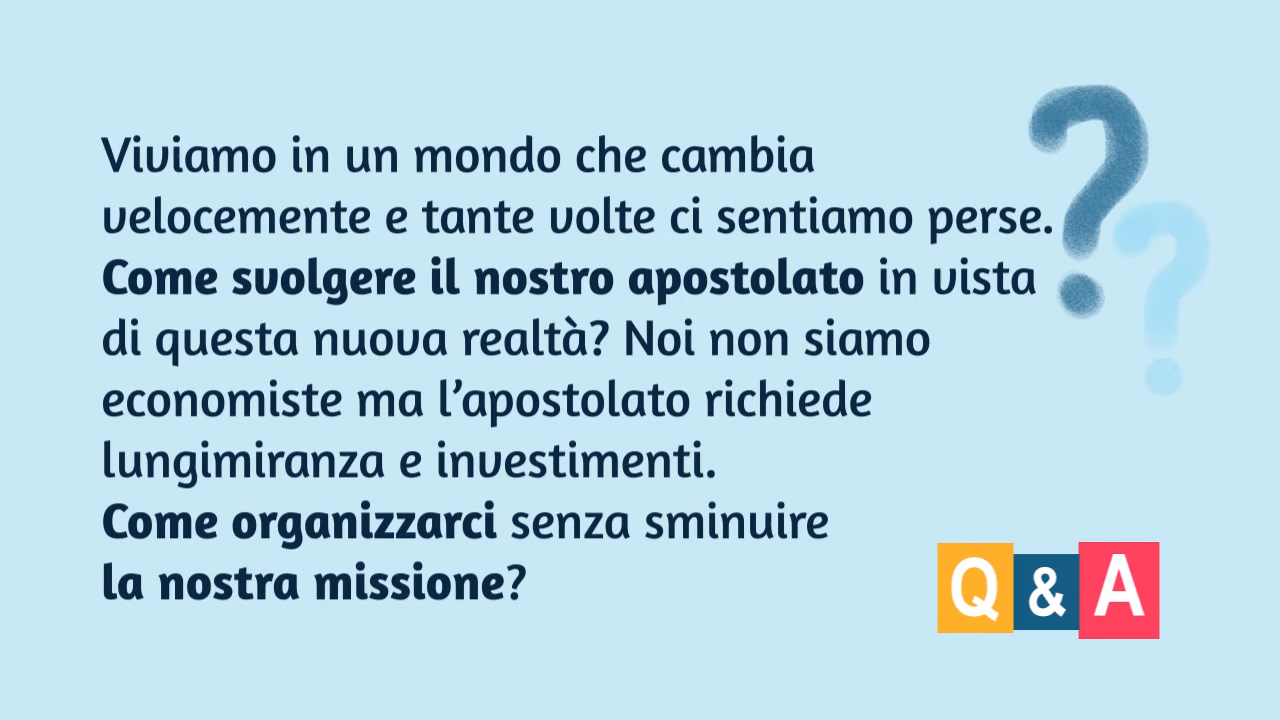 Viviamo in un mondo che cambia
velocemente e tante volte ci sentiamo perse.
Come svolgere il nostro apostolato in vista
di questa nuova realtà? Noi non siamo
economiste ma l’apostolato richiede
lungimiranza e investimenti.
Come organizzarci senza sminuire
la nostra missione?
? ?
Q & A